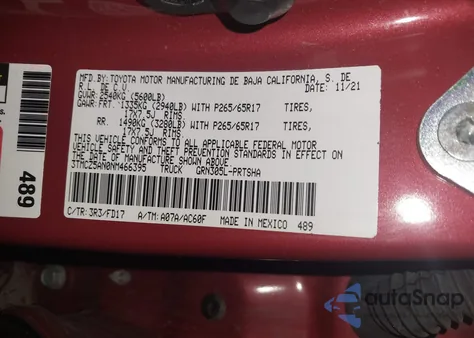 MFD.BY:TOYOTA MOTOR MANUFACTURING DE BAJA CALIFORNIA, S. DE
R.L. DE C.V. DATE: 11/21
GVWR: 2540KG (5600LB)
GAWR:FRT. 1335KG (2940LB) WITH P265/65R17 TIRES,
17X7.5J RIMS
RR. 1490KG (3280LB) WITH P265/65R17 TIRES,
17X7.5J RIMS
THIS VEHICLE CONFORMS TO ALL APPLICABLE FEDERAL MOTOR
VEHICLE SAFETY AND THEFT PREVENTION STANDARDS IN EFFECT ON
THE DATE OF MANUFACTURE SHOWN ABOVE.
3TMCZ5AN0NM466395 TRUCK GRN305L-PRTSHA
C/TR: 3R3/FD17 A/TM: A07A/AC60F MADE IN MEXICO 489
489
autoSnap